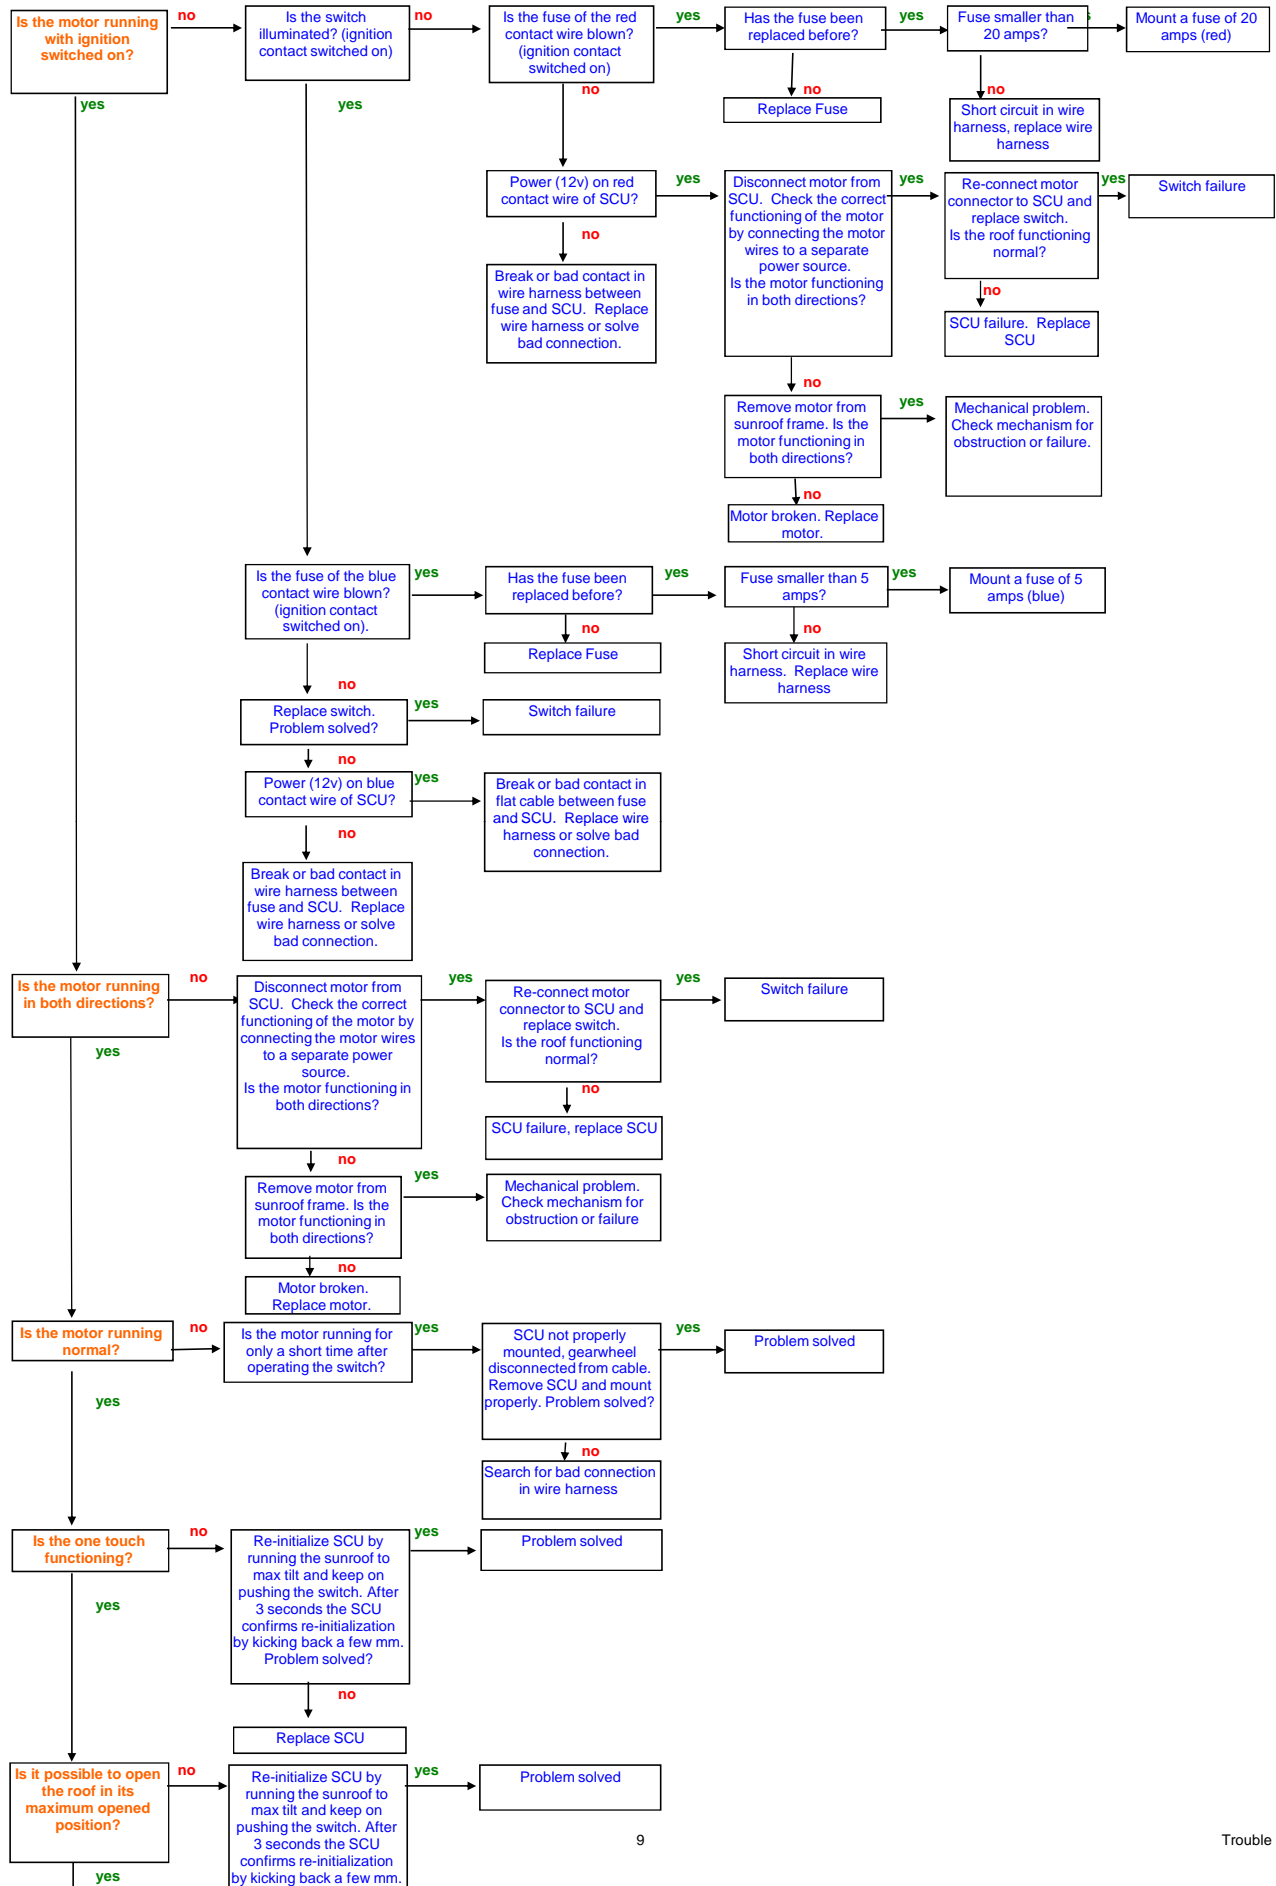 Is the motor running
with ignition
switched on?
no
Is the switch
illuminated? (ignition
contact switched on)
no
Is the fuse of the red
contact wire blown?
(ignition contact
switched on)
yes
Has the fuse been
replaced before?
yes
Fuse smaller than
20 amps?
Mount a fuse of 20
amps (red)
yes
yes
no
no
Replace Fuse
no
Short circuit in wire
harness, replace wire
harness
Power (12v) on red
contact wire of SCU?
yes
Disconnect motor from
SCU.  Check the correct
functioning of the motor
by connecting the motor
wires to a separate
power source.
Is the motor functioning
in both directions?
yes
Re-connect motor
connector to SCU and
replace switch.
Is the roof functioning
normal?
yes
Switch failure
no
Break or bad contact in
wire harness between
fuse and SCU.  Replace
wire harness or solve
bad connection.
no
SCU failure.  Replace
SCU
no
Remove motor from
sunroof frame. Is the
motor functioning in
both directions?
yes
Mechanical problem.
Check mechanism for
obstruction or failure.
no
Motor broken. Replace
motor.
Is the fuse of the blue
contact wire blown?
(ignition contact
switched on).
yes
Has the fuse been
replaced before?
yes
Fuse smaller than 5
amps?
yes
Mount a fuse of 5
amps (blue)
no
Replace Fuse
no
Short circuit in wire
harness.  Replace wire
harness
no
Replace switch.
Problem solved?
yes
Switch failure
no
Power (12v) on blue
contact wire of SCU?
yes
Break or bad contact in
flat cable between fuse
and SCU.  Replace wire
harness or solve bad
connection.
no
Break or bad contact in
wire harness between
fuse and SCU.  Replace
wire harness or solve
bad connection.
Is the motor running
in both directions?
no
Disconnect motor from
SCU.  Check the correct
functioning of the motor by
connecting the motor wires
to a separate power
source.
Is the motor functioning in
both directions?
yes
Re-connect motor
connector to SCU and
replace switch.
Is the roof functioning
normal?
yes
Switch failure
yes
no
SCU failure, replace SCU
no
Remove motor from
sunroof frame. Is the
motor functioning in
both directions?
yes
Mechanical problem.
Check mechanism for
obstruction or failure
no
Motor broken.
Replace motor.
Is the motor running
normal?
no
Is the motor running for
only a short time after
operating the switch?
yes
SCU not properly
mounted, gearwheel
disconnected from cable.
Remove SCU and mount
properly. Problem solved?
yes
Problem solved
yes
no
Search for bad connection
in wire harness
Is the one touch
functioning?
no
Re-initialize SCU by
running the sunroof to
max tilt and keep on
pushing the switch. After
3 seconds the SCU
confirms re-initialization
by kicking back a few mm.
Problem solved?
yes
Problem solved
yes
no
Replace SCU
Is it possible to open
the roof in its
maximum opened
position?
no
Re-initialize SCU by
running the sunroof to
max tilt and keep on
pushing the switch. After
3 seconds the SCU
confirms re-initialization
by kicking back a few mm.
yes
Problem solved
yes
9
Trouble